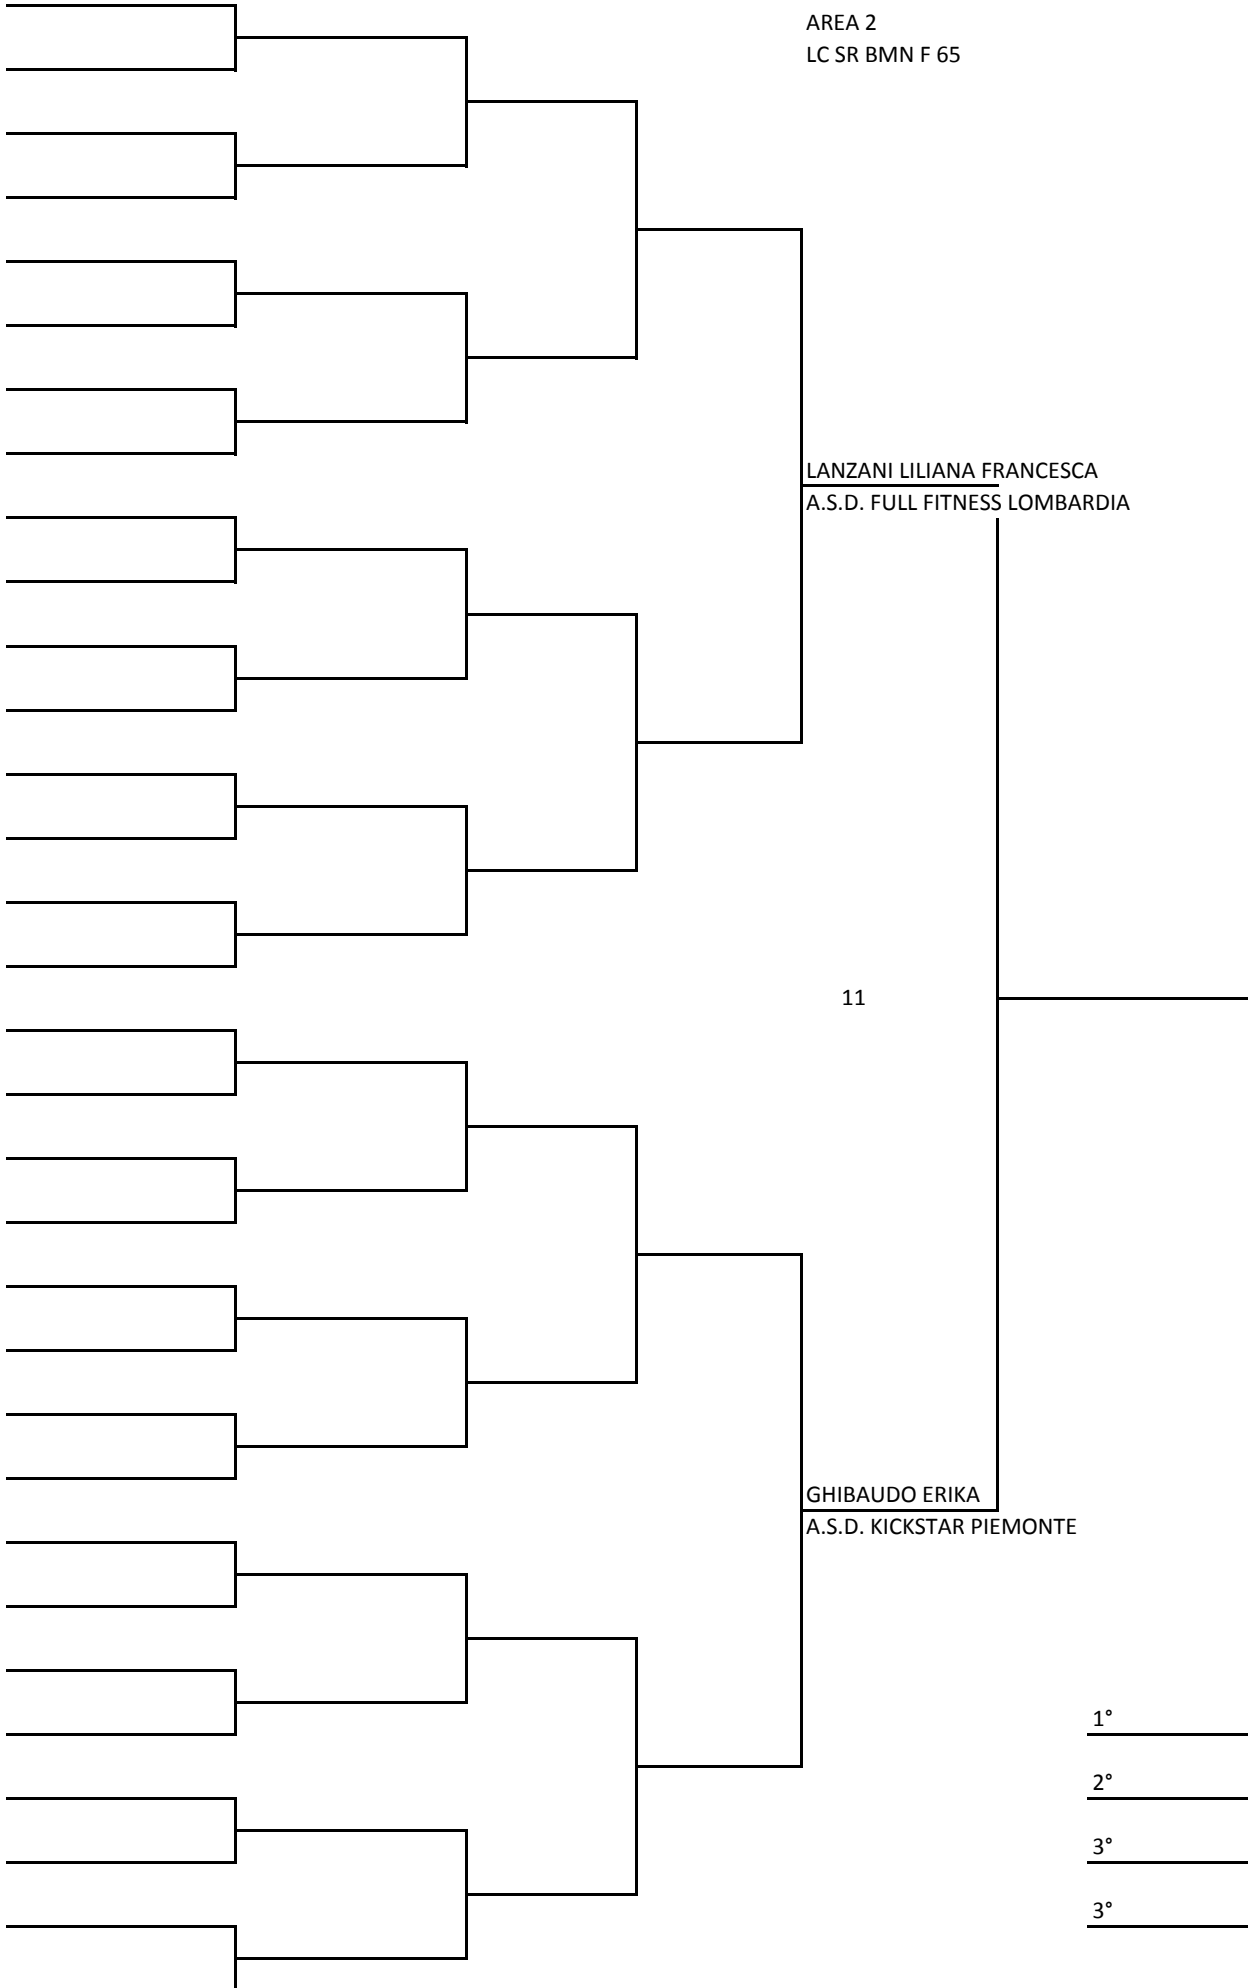 AREA 2
LC SR BMN F 65
LANZANI LILIANA FRANCESCA
A.S.D. FULL FITNESS LOMBARDIA
11
GHIBAUDO ERIKA
A.S.D. KICKSTAR PIEMONTE
1°
2°
3°
3°